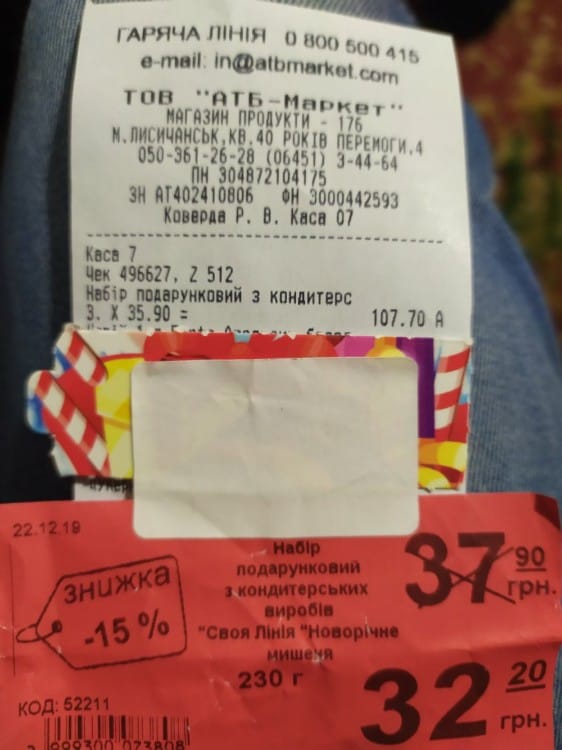 ГАРЯЧА ЛІНІЯ 0 800 500 415
e-mail: in@atbmarket.com
ТОВ "АТБ-Маркет"
МАГАЗИН ПРОДУКТИ - 176
М.ЛИСИЧАНСЬК,КВ.40 РОКІВ ПЕРЕМОГИ,4
050-361-26-28 (06451) 3-44-64
ПН 304872104175
ЗН АТ402410806 ФН 3000442593
Коверда Р. В. Каса 07
Каса 7
Чек 496627, Z 512
Набір подарунковий з кондитерс
3. X 35.90 = 107.70 А
22.12.19
Набір
подарунковий
з кондитерських
виробів
"Своя Лінія "Новорічне
мишеня
230 г
знижка
-15 %
37 90
грн.
32 20
грн.
КОД: 52211
999300 073808